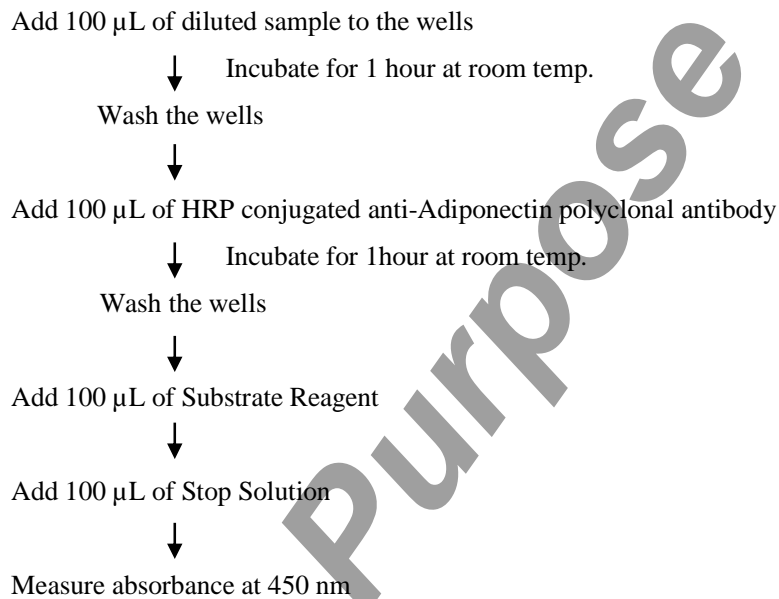 Add 100 µL of diluted sample to the wells
Incubate for 1 hour at room temp.
Wash the wells
Add 100 µL of HRP conjugated anti-Adiponectin polyclonal antibody
Incubate for 1hour at room temp.
Wash the wells
Add 100 µL of Substrate Reagent
Add 100 µL of Stop Solution
Measure absorbance at 450 nm
Purpose